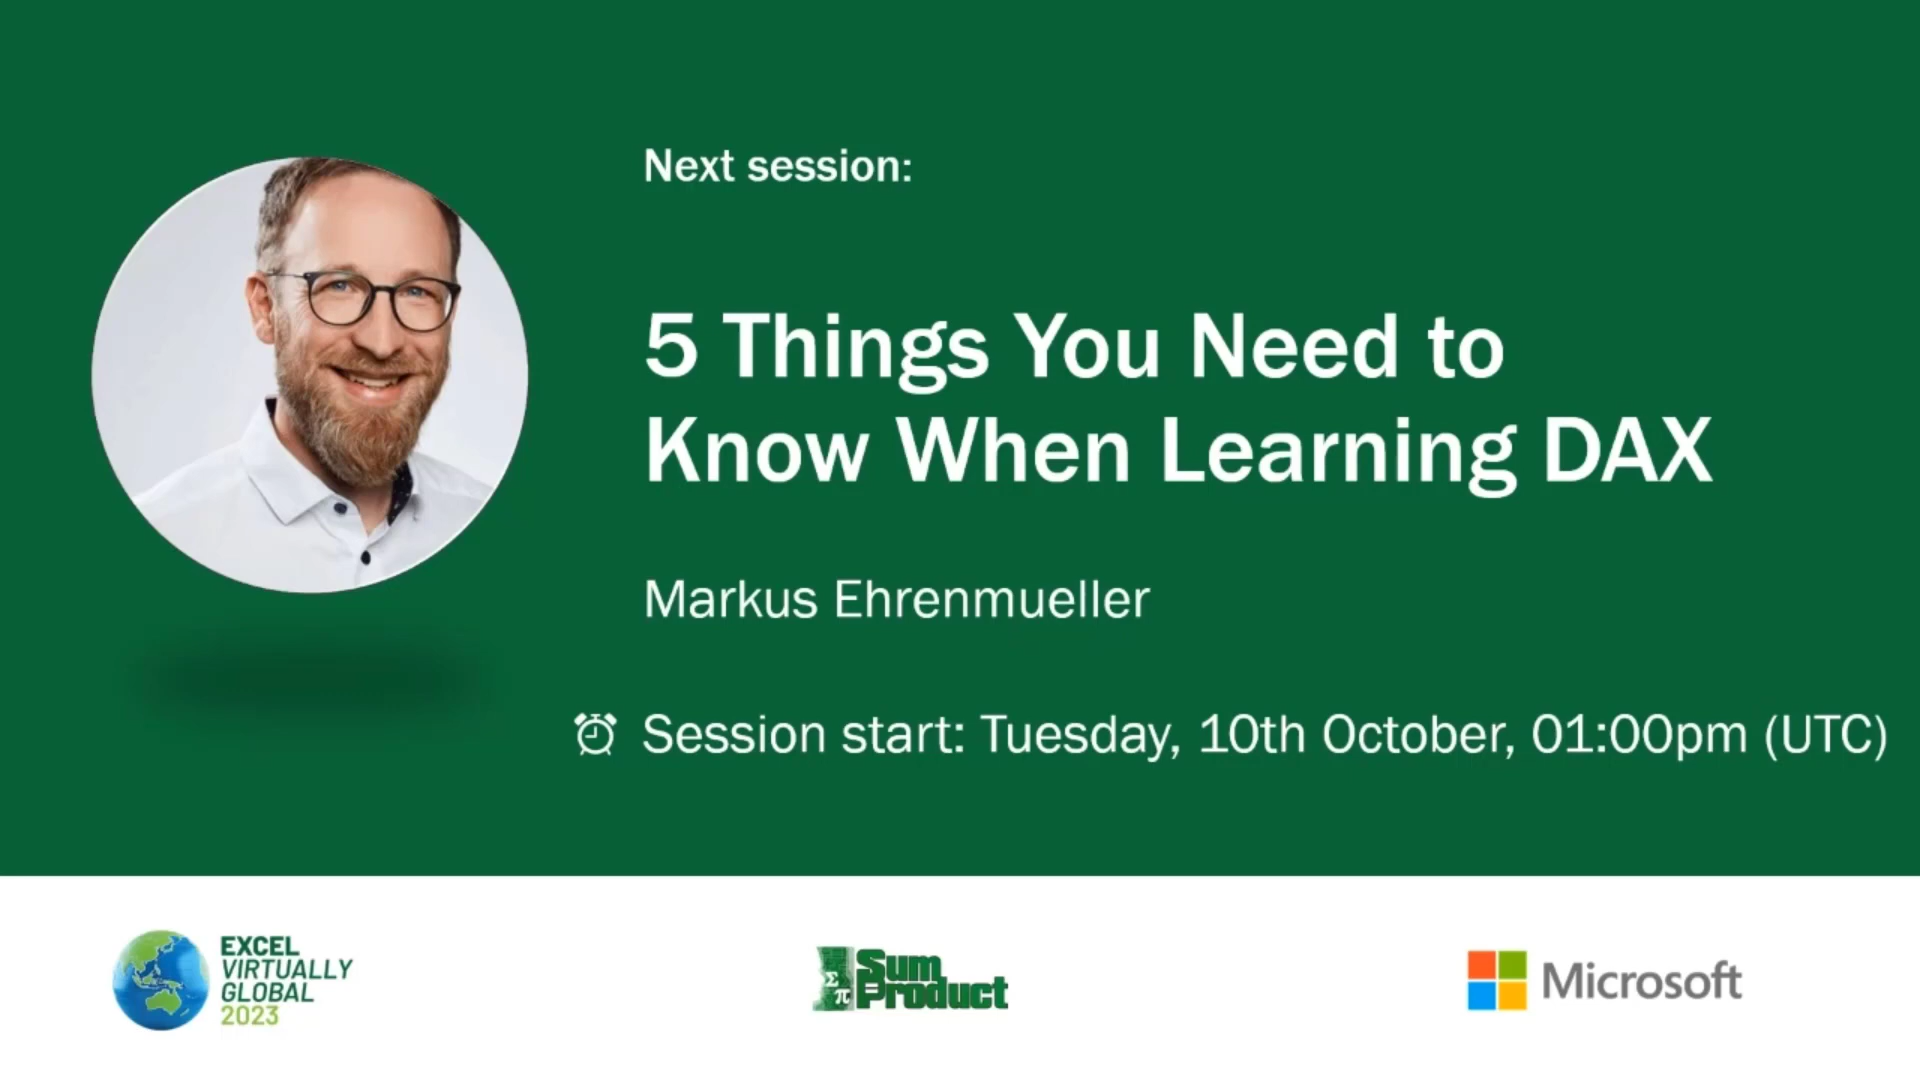 Next session:
5 Things You Need to
Know When Learning DAX
Markus Ehrenmueller
Session start: Tuesday, 10th October, 01:00pm (UTC)
EXCEL
VIRTUALLY
GLOBAL
2023
Σ
π
=
Sum
Product
Microsoft